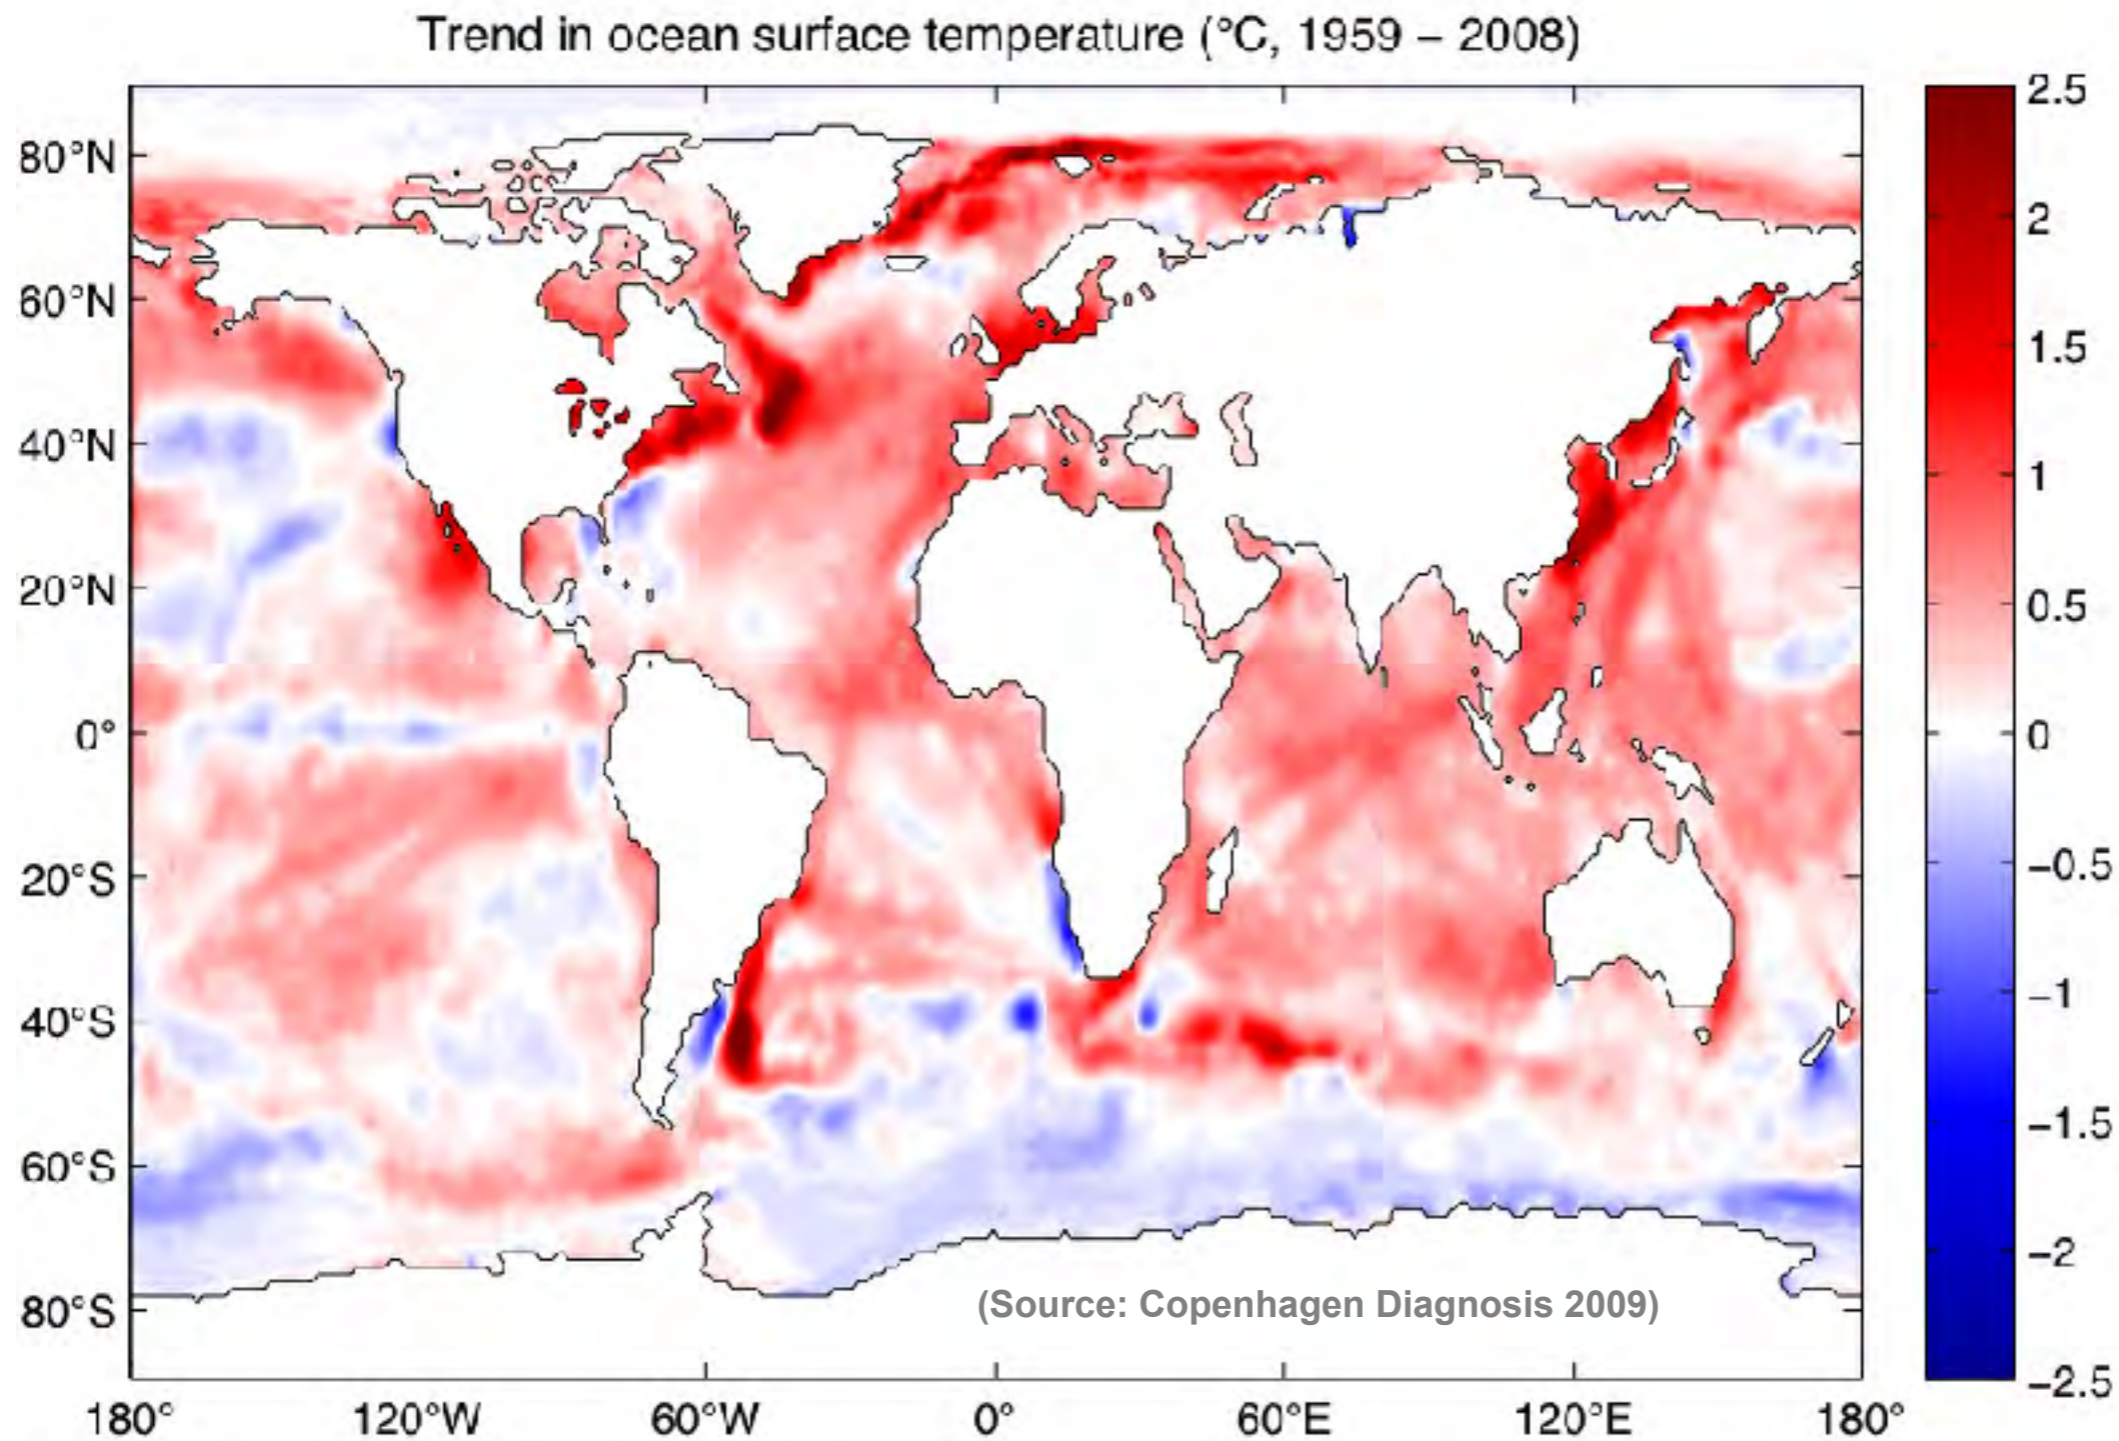 Trend in ocean surface temperature (°C, 1959 – 2008)
80°N
60°N
40°N
20°N
0°
20°S
40°S
60°S
80°S
180°
120°W
60°W
0°
60°E
120°E
180°
2.5
2
1.5
1
0.5
0
−0.5
−1
−1.5
−2
−2.5
(Source: Copenhagen Diagnosis 2009)